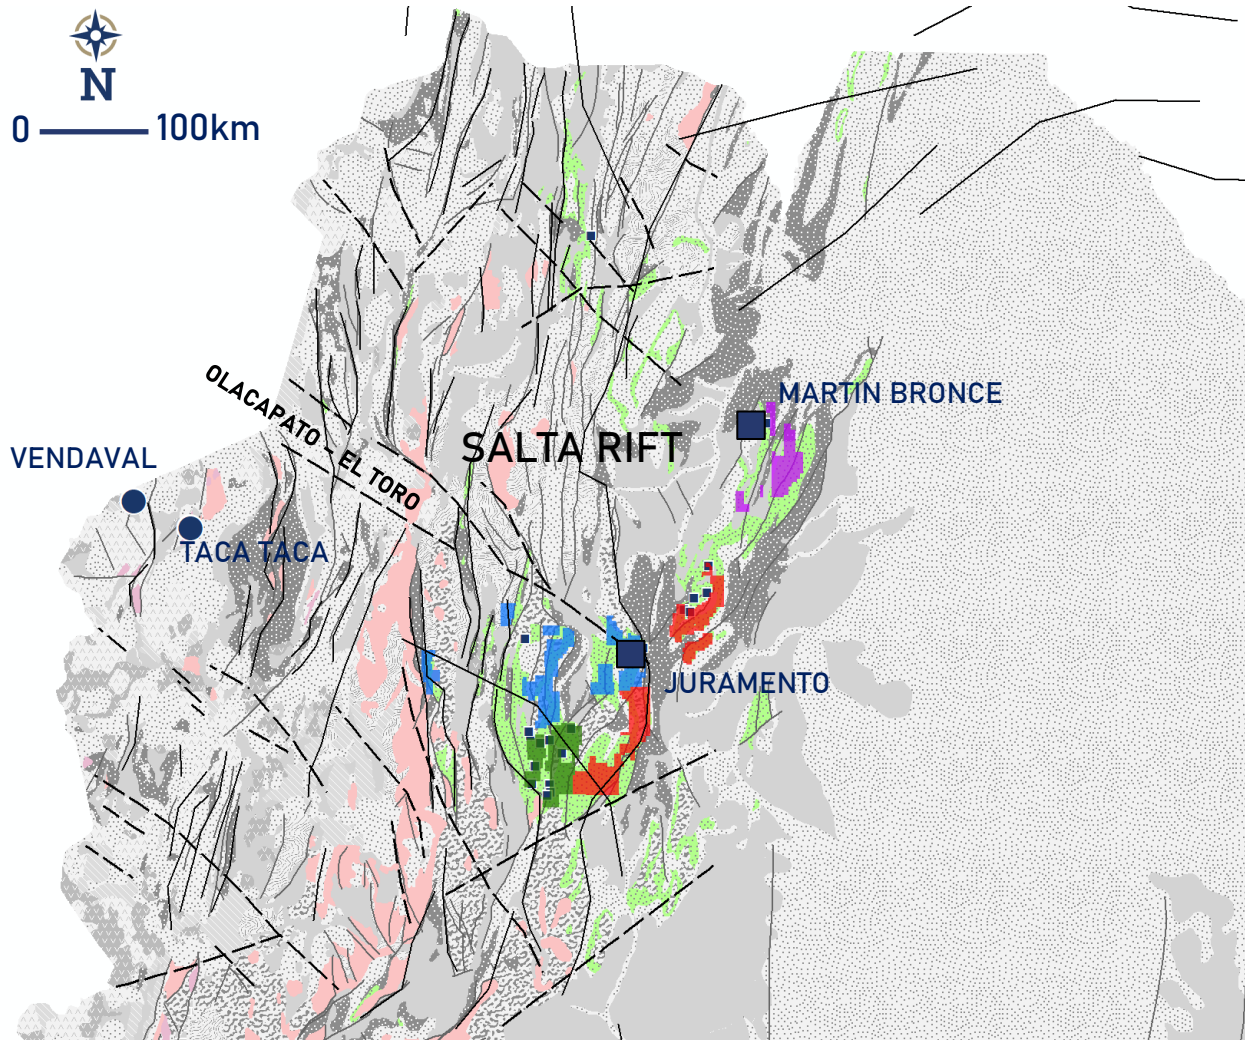 N
0 100km
MARTIN BRONCE
OLACAPATO - EL TORO
SALTA RIFT
VENDAVAL
TACA TACA
JURAMENTO